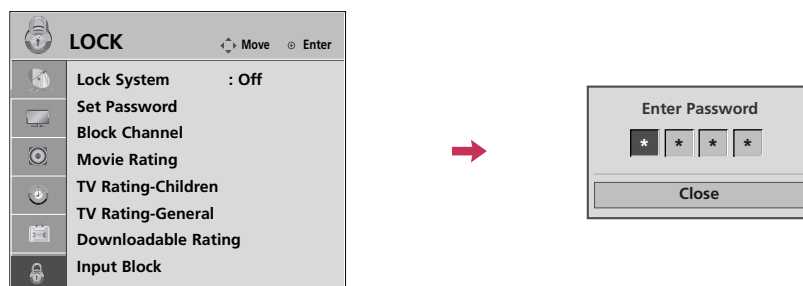 LOCK Move Enter
Lock System : Off
Set Password
Block Channel
Movie Rating
TV Rating-Children
TV Rating-General
Downloadable Rating
Input Block
Enter Password
* * * *
Close